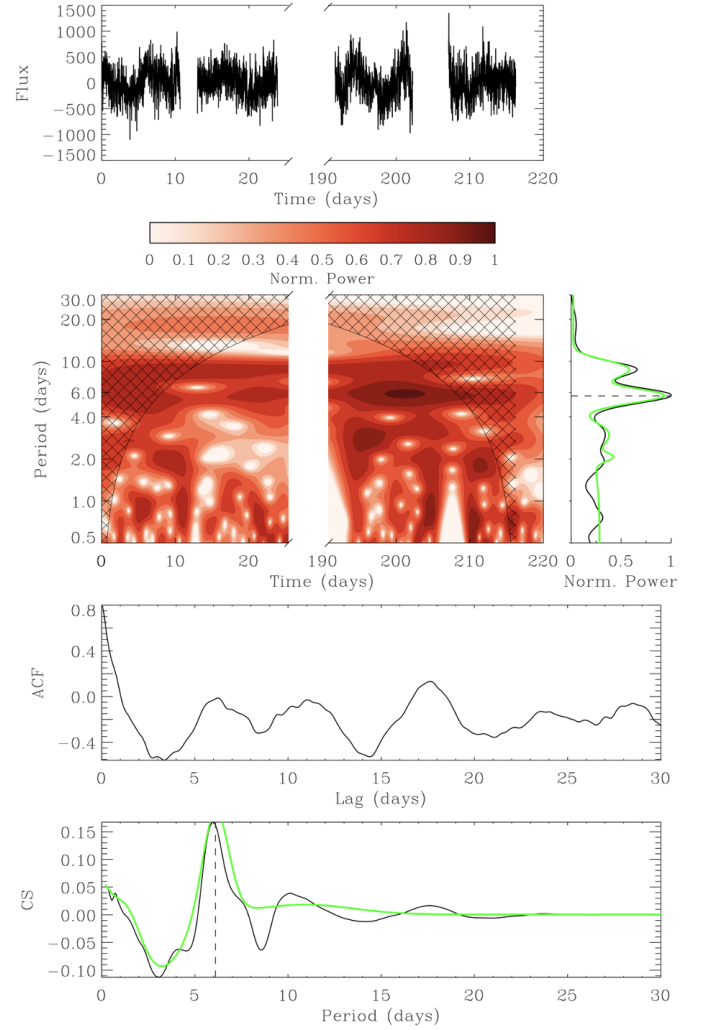 1500
1000
500
0
−500
−1000
−1500
Flux
0 10 20 190 200 210 220
Time (days)
0 0.1 0.2 0.3 0.4 0.5 0.6 0.7 0.8 0.9 1
Norm. Power
30.0
20.0
10.0
6.0
4.0
2.0
1.0
0.5
Period (days)
0 10 20 190 200 210 220
Time (days)
0 0.5 1
Norm. Power
0.8
0.4
0.0
−0.4
ACF
0 5 10 15 20 25 30
Lag (days)
0.15
0.10
0.05
0.00
−0.05
−0.10
CS
0 5 10 15 20 25 30
Period (days)